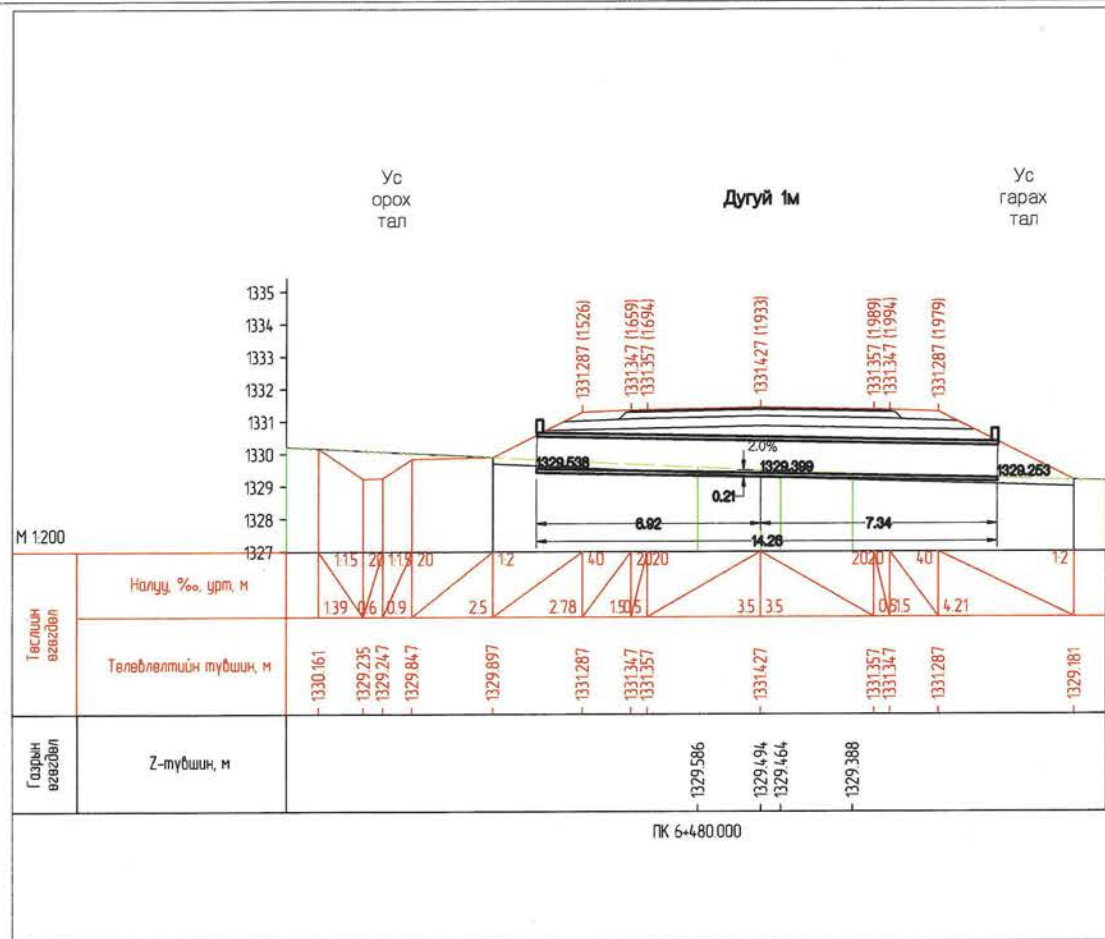 Ус
орох
тал
Дугуй 1м
Ус
гарах
тал
1335
1334
1333
1332
1331
1330
1329
1328
1327
1331.287 (1.526)
1331.347 (1.659)
1331.357 (1.694)
1331.427 (1.933)
1331.357 (1.989)
1331.347 (1.994)
1331.287 (1.979)
2.0%
1329.538
1329.399
1329.253
0.21
6.92
7.34
14.26
М 1:200
Налуу, ‰, урт, м
1:1.5 20 1:1.5 20 1:2 40 20 20 20 20 40 1:2
1.39 0.6 0.9 2.5 2.78 1.5 0.5 3.5 3.5 0.5 1.5 4.21
Төслийн
өгөгдөл
Төлөвлөлтийн түвшин, м
1330.161
1329.235
1329.247
1329.847
1329.897
1331.287
1331.347
1331.357
1331.427
1331.357
1331.347
1331.287
1329.181
Газрын
өгөгдөл
Z-түвшин, м
1329.586
1329.494
1329.464
1329.388
ПК 6+480.000